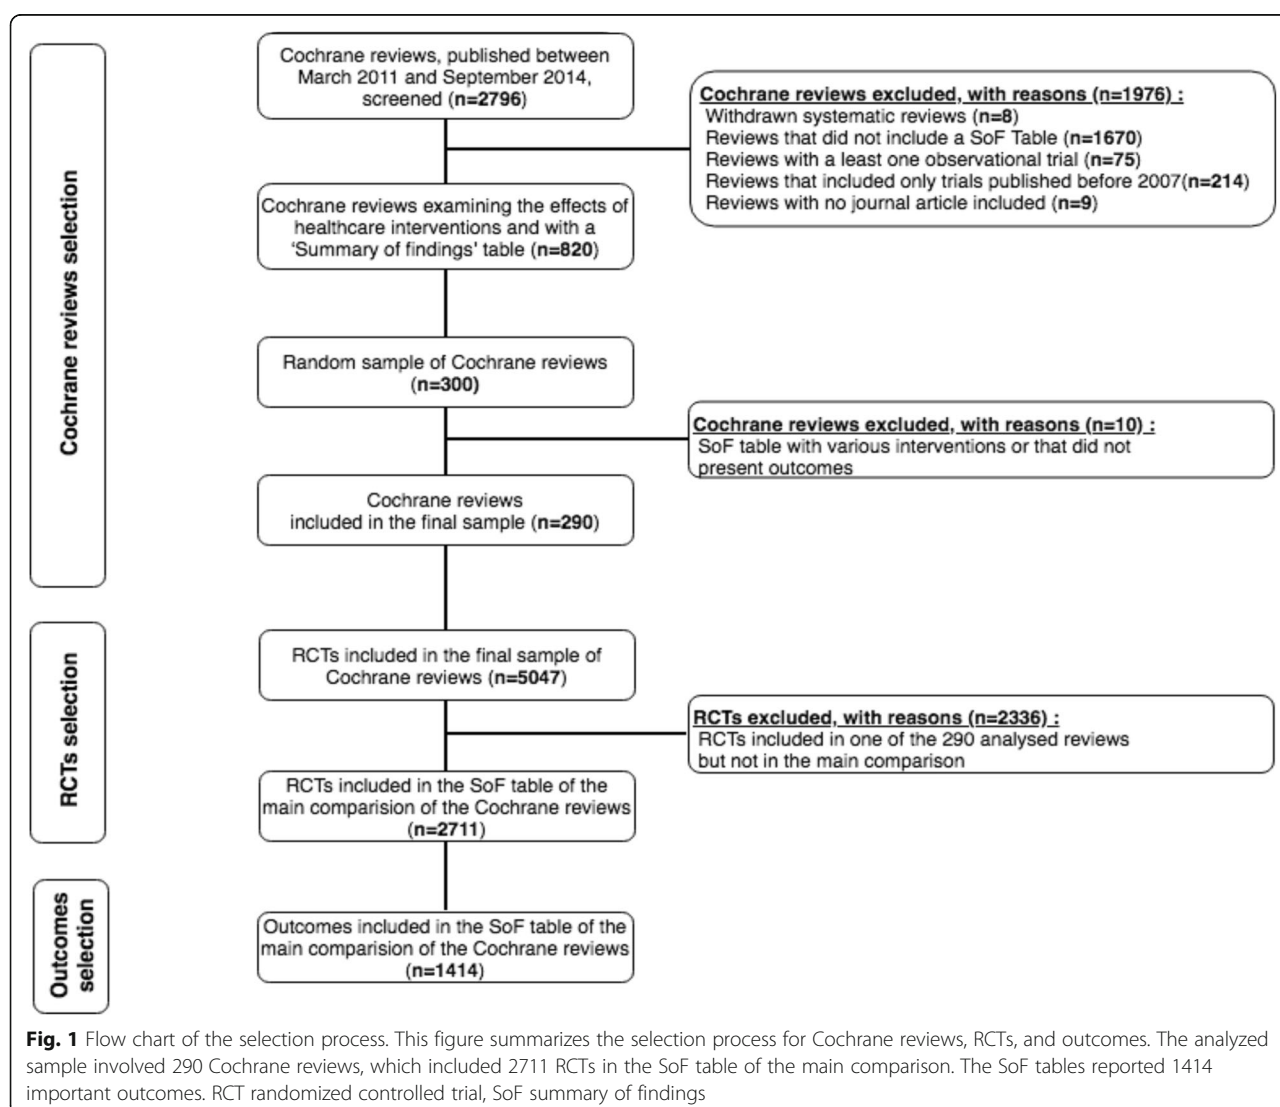 Cochrane reviews selection
Cochrane reviews, published between
March 2011 and September 2014,
screened (n=2796)
Cochrane reviews excluded, with reasons (n=1976) :
Withdrawn systematic reviews (n=8)
Reviews that did not include a SoF Table (n=1670)
Reviews with a least one observational trial (n=75)
Reviews that included only trials published before 2007(n=214)
Reviews with no journal article included (n=9)
Cochrane reviews examining the effects of
healthcare interventions and with a
‘Summary of findings’ table (n=820)
Random sample of Cochrane reviews
(n=300)
Cochrane reviews excluded, with reasons (n=10) :
SoF table with various interventions or that did not
present outcomes
Cochrane reviews
included in the final sample (n=290)
RCTs selection
RCTs included in the final sample of
Cochrane reviews (n=5047)
RCTs excluded, with reasons (n=2336) :
RCTs included in one of the 290 analysed reviews
but not in the main comparison
RCTs included in the SoF table of the
main comparision of the Cochrane reviews
(n=2711)
Outcomes
selection
Outcomes included in the SoF table of the
main comparision of the Cochrane reviews
(n=1414)
Fig. 1 Flow chart of the selection process. This figure summarizes the selection process for Cochrane reviews, RCTs, and outcomes. The analyzed
sample involved 290 Cochrane reviews, which included 2711 RCTs in the SoF table of the main comparison. The SoF tables reported 1414
important outcomes. RCT randomized controlled trial, SoF summary of findings